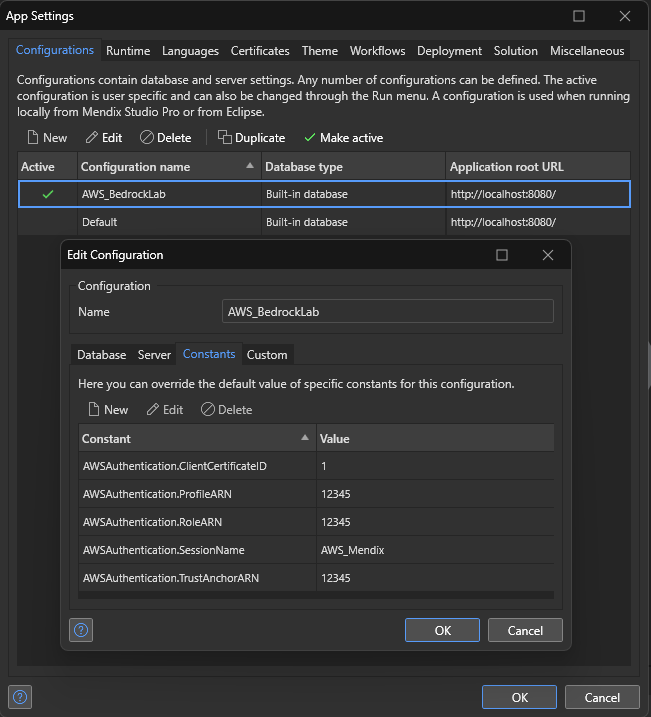 App Settings
Configurations Runtime Languages Certificates Theme Workflows Deployment Solution Miscellaneous
Configurations contain database and server settings. Any number of configurations can be defined. The active
configuration is user specific and can also be changed through the Run menu. A configuration is used when running
locally from Mendix Studio Pro or from Eclipse.
New Edit Delete Duplicate Make active
Active Configuration name Database type Application root URL
AWS_BedrockLab Built-in database http://localhost:8080/
Default Built-in database http://localhost:8080/
Edit Configuration
Configuration
Name AWS_BedrockLab
Database Server Constants Custom
Here you can override the default value of specific constants for this configuration.
New Edit Delete
Constant Value
AWSAuthentication.ClientCertificateID 1
AWSAuthentication.ProfileARN 12345
AWSAuthentication.RoleARN 12345
AWSAuthentication.SessionName AWS_Mendix
AWSAuthentication.TrustAnchorARN 12345
? OK Cancel
? OK Cancel